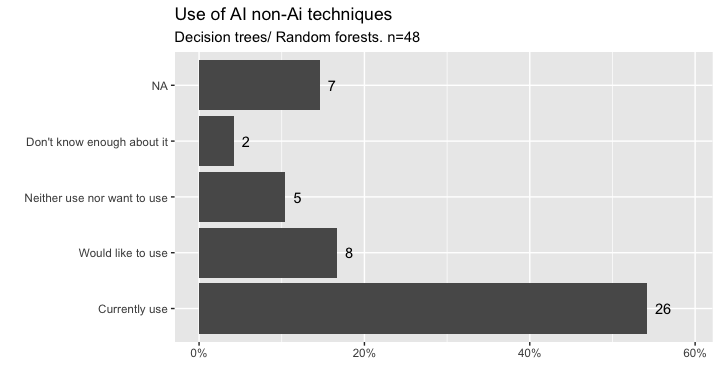 Use of AI non-Ai techniques
Decision trees/ Random forests. n=48
NA
7
Don't know enough about it
2
Neither use nor want to use
5
Would like to use
8
Currently use
26
0%
20%
40%
60%